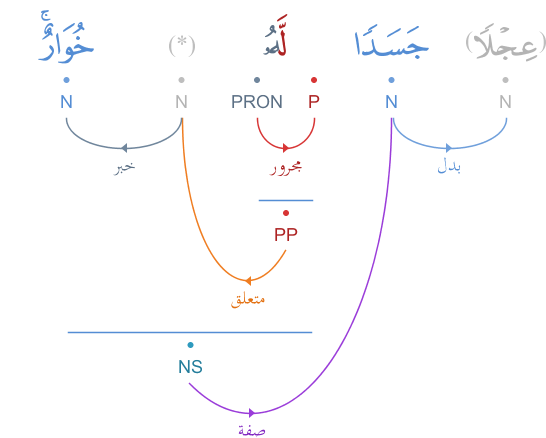 (عِجْلًا) جَسَدًا لَّهُۥ (*) خُوَارٌۚ
N N P PRON N N
بدل مجرور خبر
PP
متعلق
NS
صفة